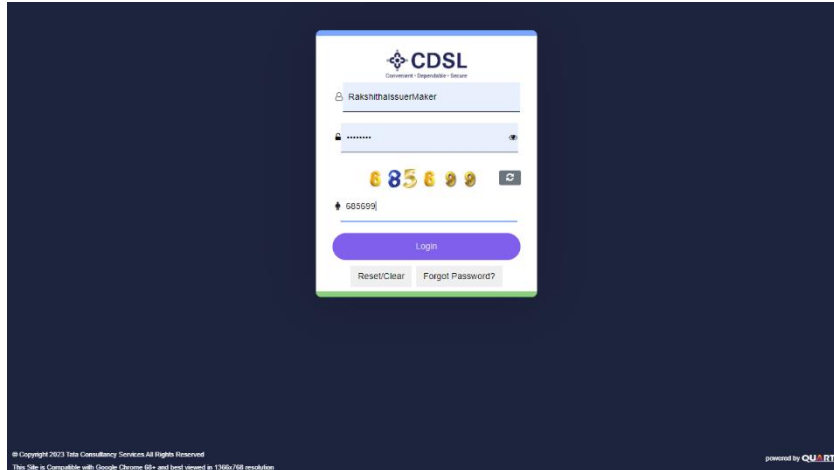 CDSL
Convenient • Dependable • Secure
RakshithaIssuerMaker
••••••••
685699
685699
Login
Reset/Clear Forgot Password?
© Copyright 2023 Tata Consultancy Services All Rights Reserved
This Site is Compatible with Google Chrome 68+ and best viewed in 1366x768 resolution
powered by QUART